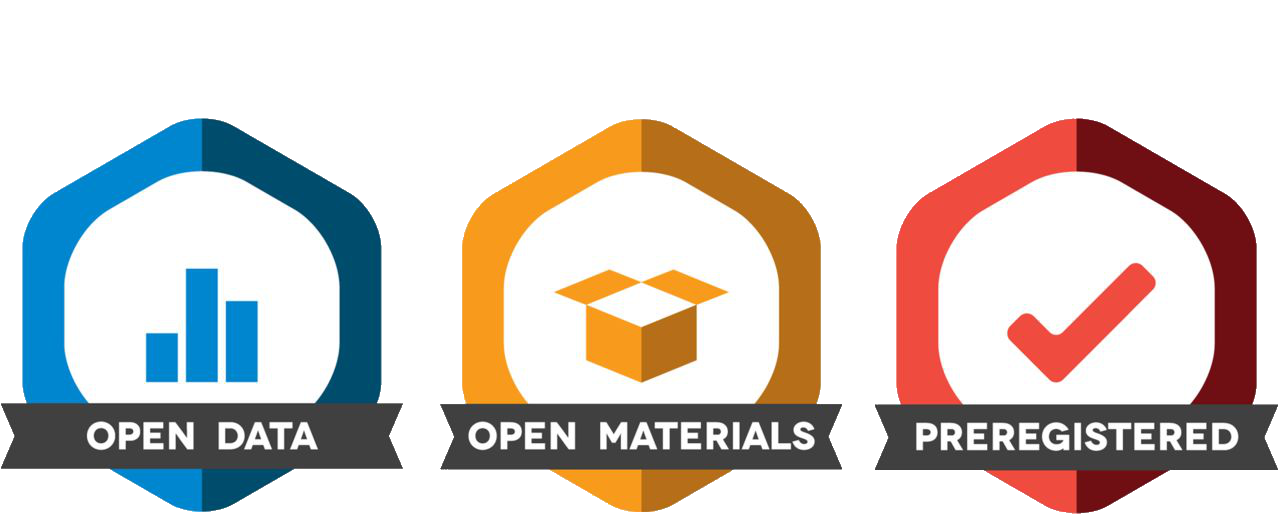 OPEN DATA
OPEN MATERIALS
PREREGISTERED